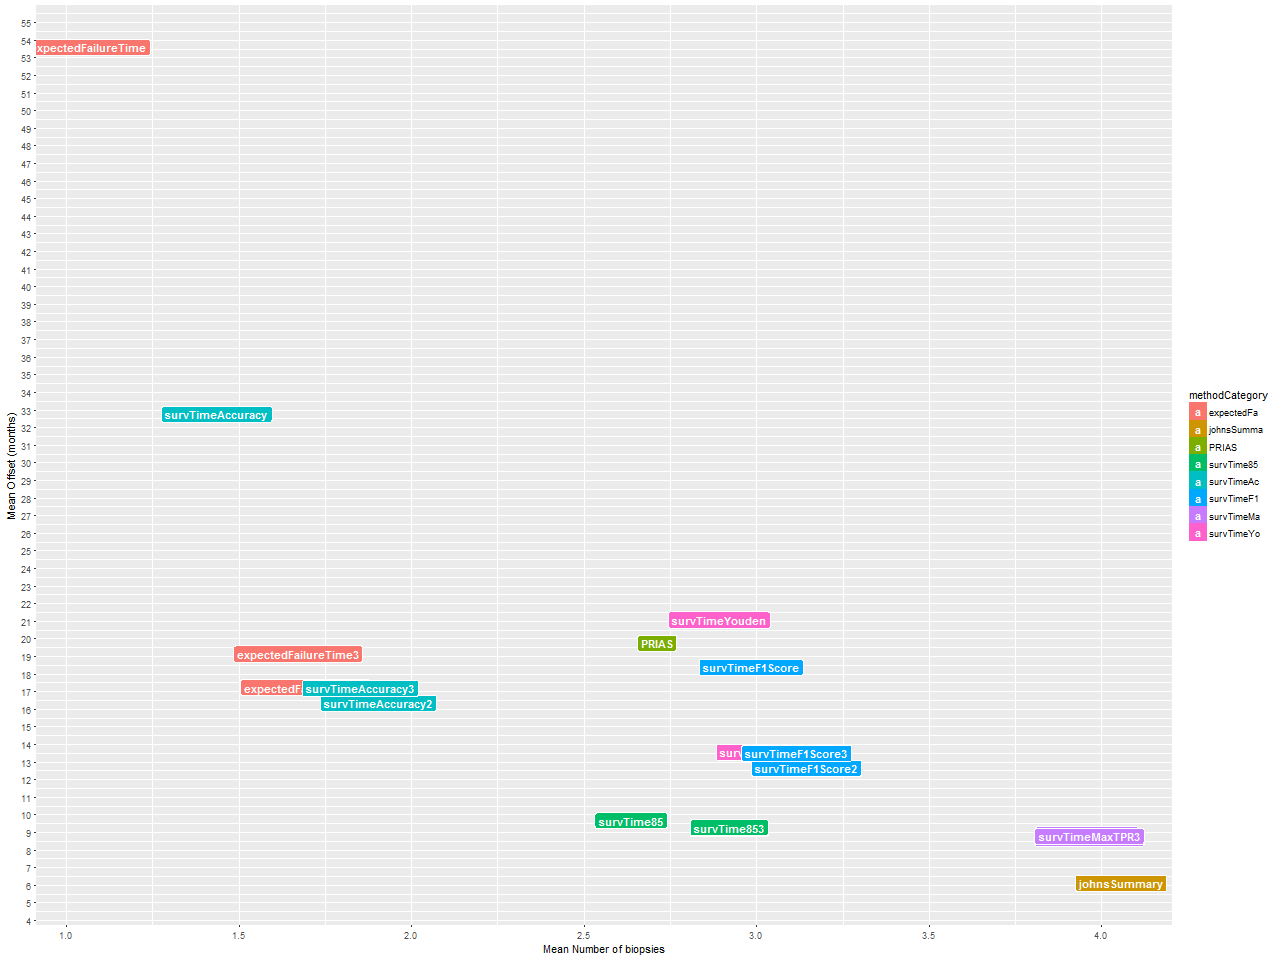 55
54
53
52
51
50
49
48
47
46
45
44
43
42
41
40
39
38
37
36
35
34
33
32
31
30
29
28
27
26
25
24
23
22
21
20
19
18
17
16
15
14
13
12
11
10
9
8
7
6
5
4
Mean Offset (months)
xpectedFailureTime
survTimeAccuracy
survTimeYouden
PRIAS
expectedFailureTime3
survTimeF1Score
expectedF
survTimeAccuracy3
survTimeAccuracy2
surv
survTimeF1Score3
survTimeF1Score2
survTime85
survTime853
survTimeMaxTPR3
johnsSummary
1.0 1.5 2.0 2.5 3.0 3.5 4.0
Mean Number of biopsies
methodCategory
a expectedFa
a johnsSumma
a PRIAS
a survTime85
a survTimeAc
a survTimeF1
a survTimeMa
a survTimeYo